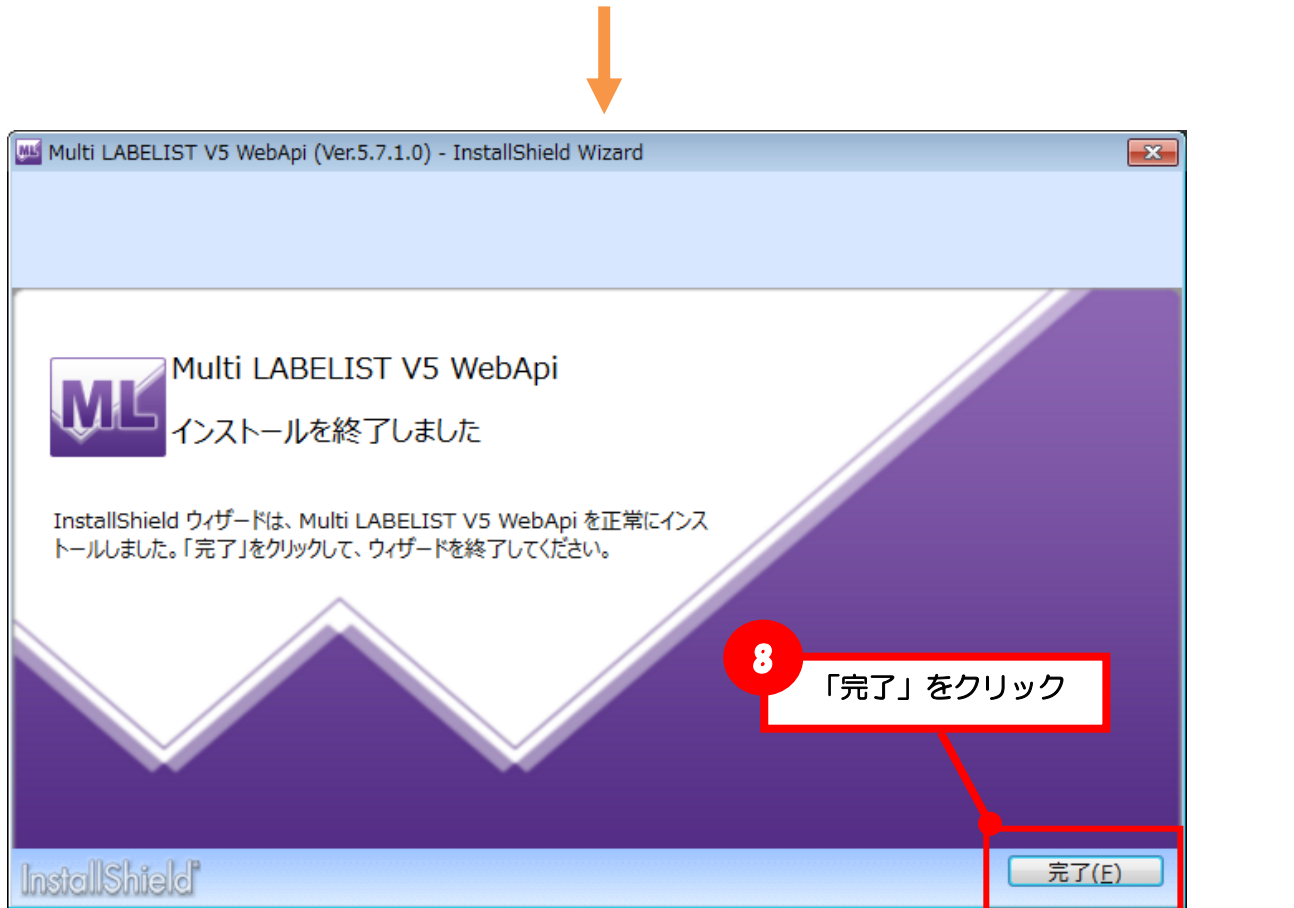 Multi LABELIST V5 WebApi (Ver.5.7.1.0) - InstallShield Wizard
ML
Multi LABELIST V5 WebApi
インストールを終了しました
InstallShield ウィザードは、Multi LABELIST V5 WebApi を正常にインス
トールしました。「完了」をクリックして、ウィザードを終了してください。
8
「完了」をクリック
InstallShield
完了(F)